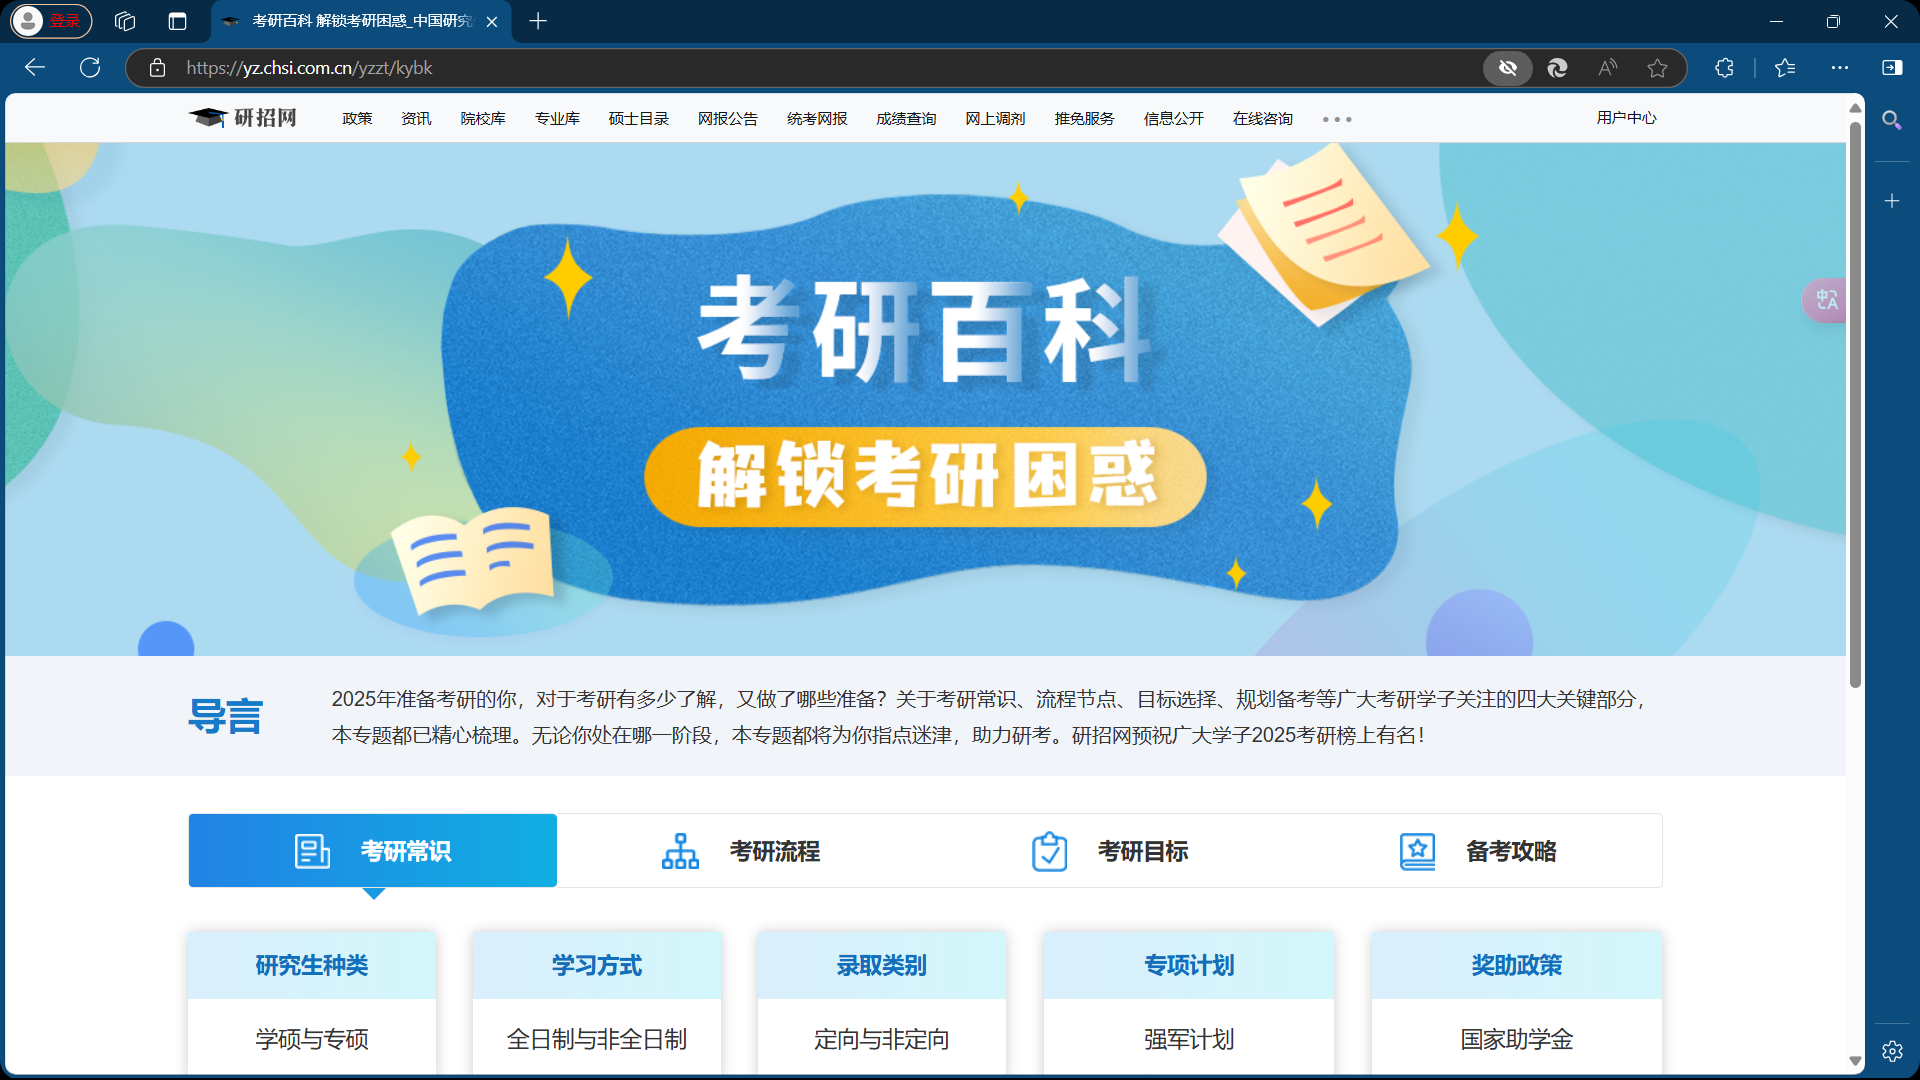 登录
考研百科 解锁考研困惑_中国研究
https://yz.chsi.com.cn/yzzt/kybk
研招网
政策 资讯 院校库 专业库 硕士目录 网报公告 统考网报 成绩查询 网上调剂 推免服务 信息公开 在线咨询 用户中心
考研百科
解锁考研困惑
导言
2025年准备考研的你，对于考研有多少了解，又做了哪些准备？关于考研常识、流程节点、目标选择、规划备考等广大考研学子关注的四大关键部分，
本专题都已精心梳理。无论你处在哪一阶段，本专题都将为你指点迷津，助力研考。研招网预祝广大学子2025考研榜上有名！
考研常识 考研流程 考研目标 备考攻略
研究生种类 学习方式 录取类别 专项计划 奖助政策
学硕与专硕 全日制与非全日制 定向与非定向 强军计划 国家助学金